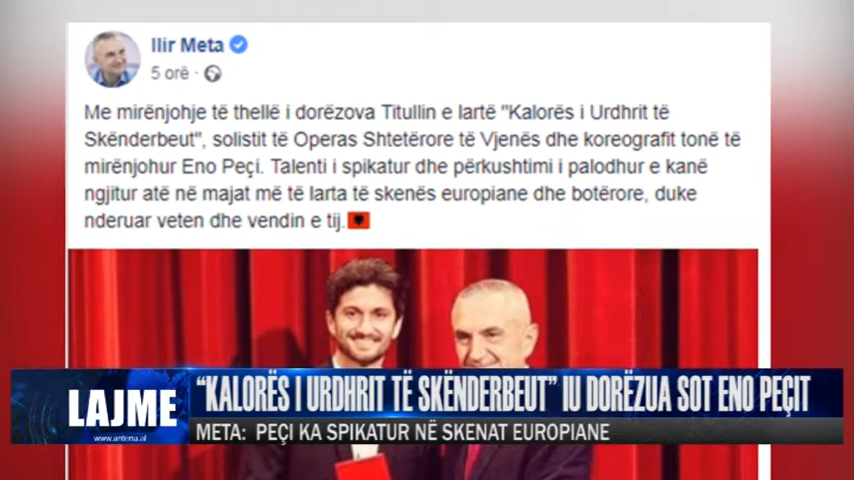 Ilir Meta
5 orë ·
Me mirënjohje të thellë i dorëzova Titullin e lartë "Kalorës i Urdhrit të
Skënderbeut", solistit të Operas Shtetërore të Vjenës dhe koreografit tonë të
mirënjohur Eno Peçi. Talenti i spikatur dhe përkushtimi i palodhur e kanë
ngjitur atë në majat më të larta të skenës europiane dhe botërore, duke
nderuar veten dhe vendin e tij.
LAJME
www.antena.al
“KALORËS I URDHRIT TË SKËNDERBEUT” IU DORËZUA SOT ENO PEÇIT
META: PEÇI KA SPIKATUR NË SKENAT EUROPIANE